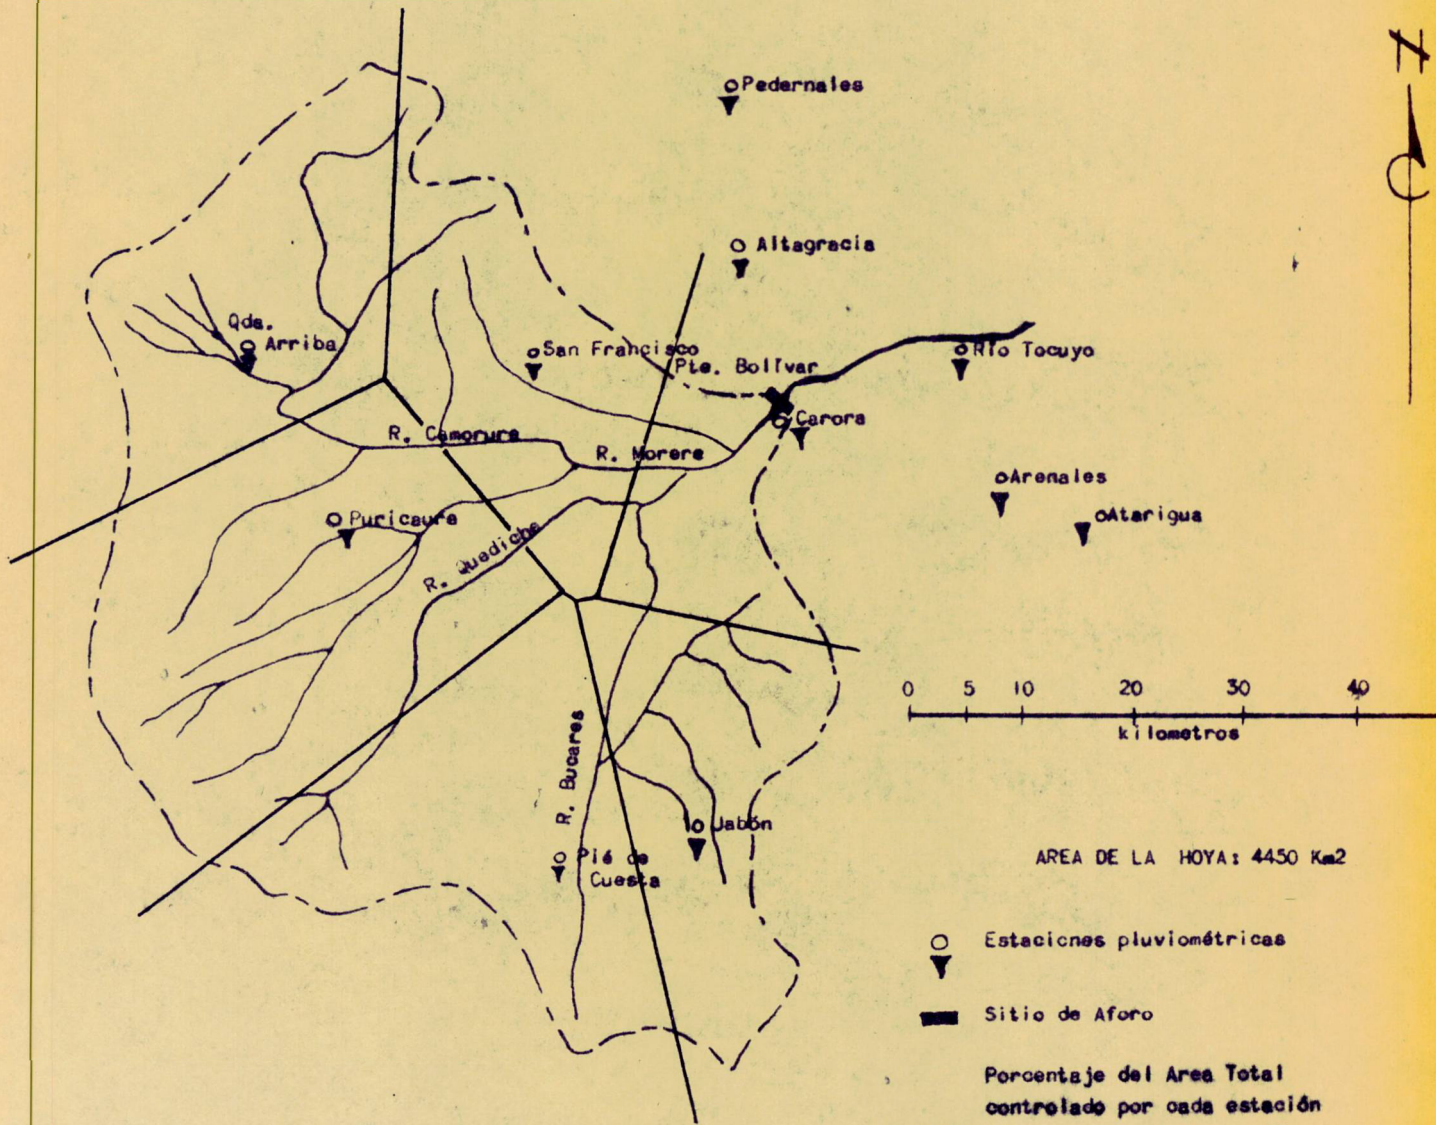 N
Pedernales
Altagracia
Qda.
Arriba
San Francisco
Pte. Bolívar
Río Tocuyo
Carora
R. Camorura
R. Morere
Arenales
Puricaura
Atarigua
R. Quediche
0 5 10 20 30 40
kilometros
R. Bucares
Jabón
Pié de
Cuesta
AREA DE LA HOYA: 4450 Km2
Estaciones pluviométricas
Sitio de Aforo
Porcentaje del Area Total
controlado por cada estación